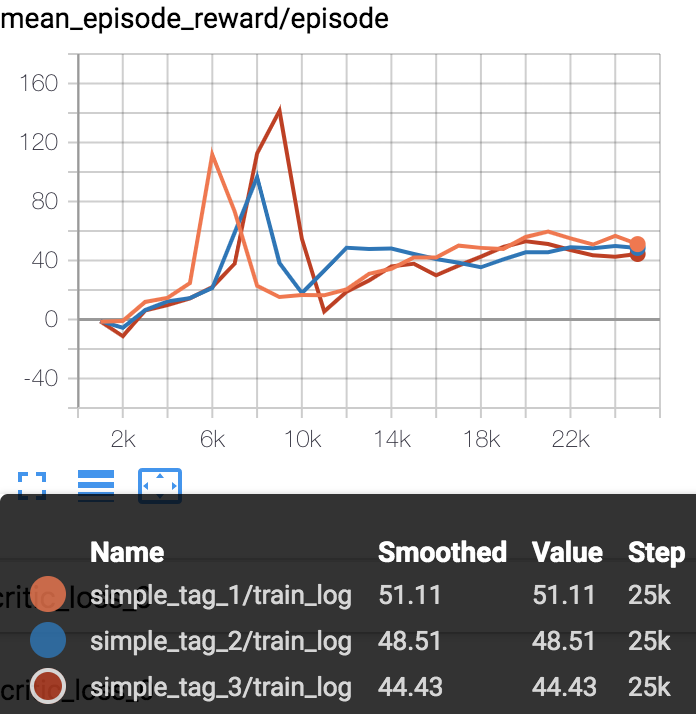 mean_episode_reward/episode
160
120
80
40
0
-40
2k 6k 10k 14k 18k 22k
Name Smoothed Value Step
simple_tag_1/train_log 51.11 51.11 25k
simple_tag_2/train_log 48.51 48.51 25k
simple_tag_3/train_log 44.43 44.43 25k